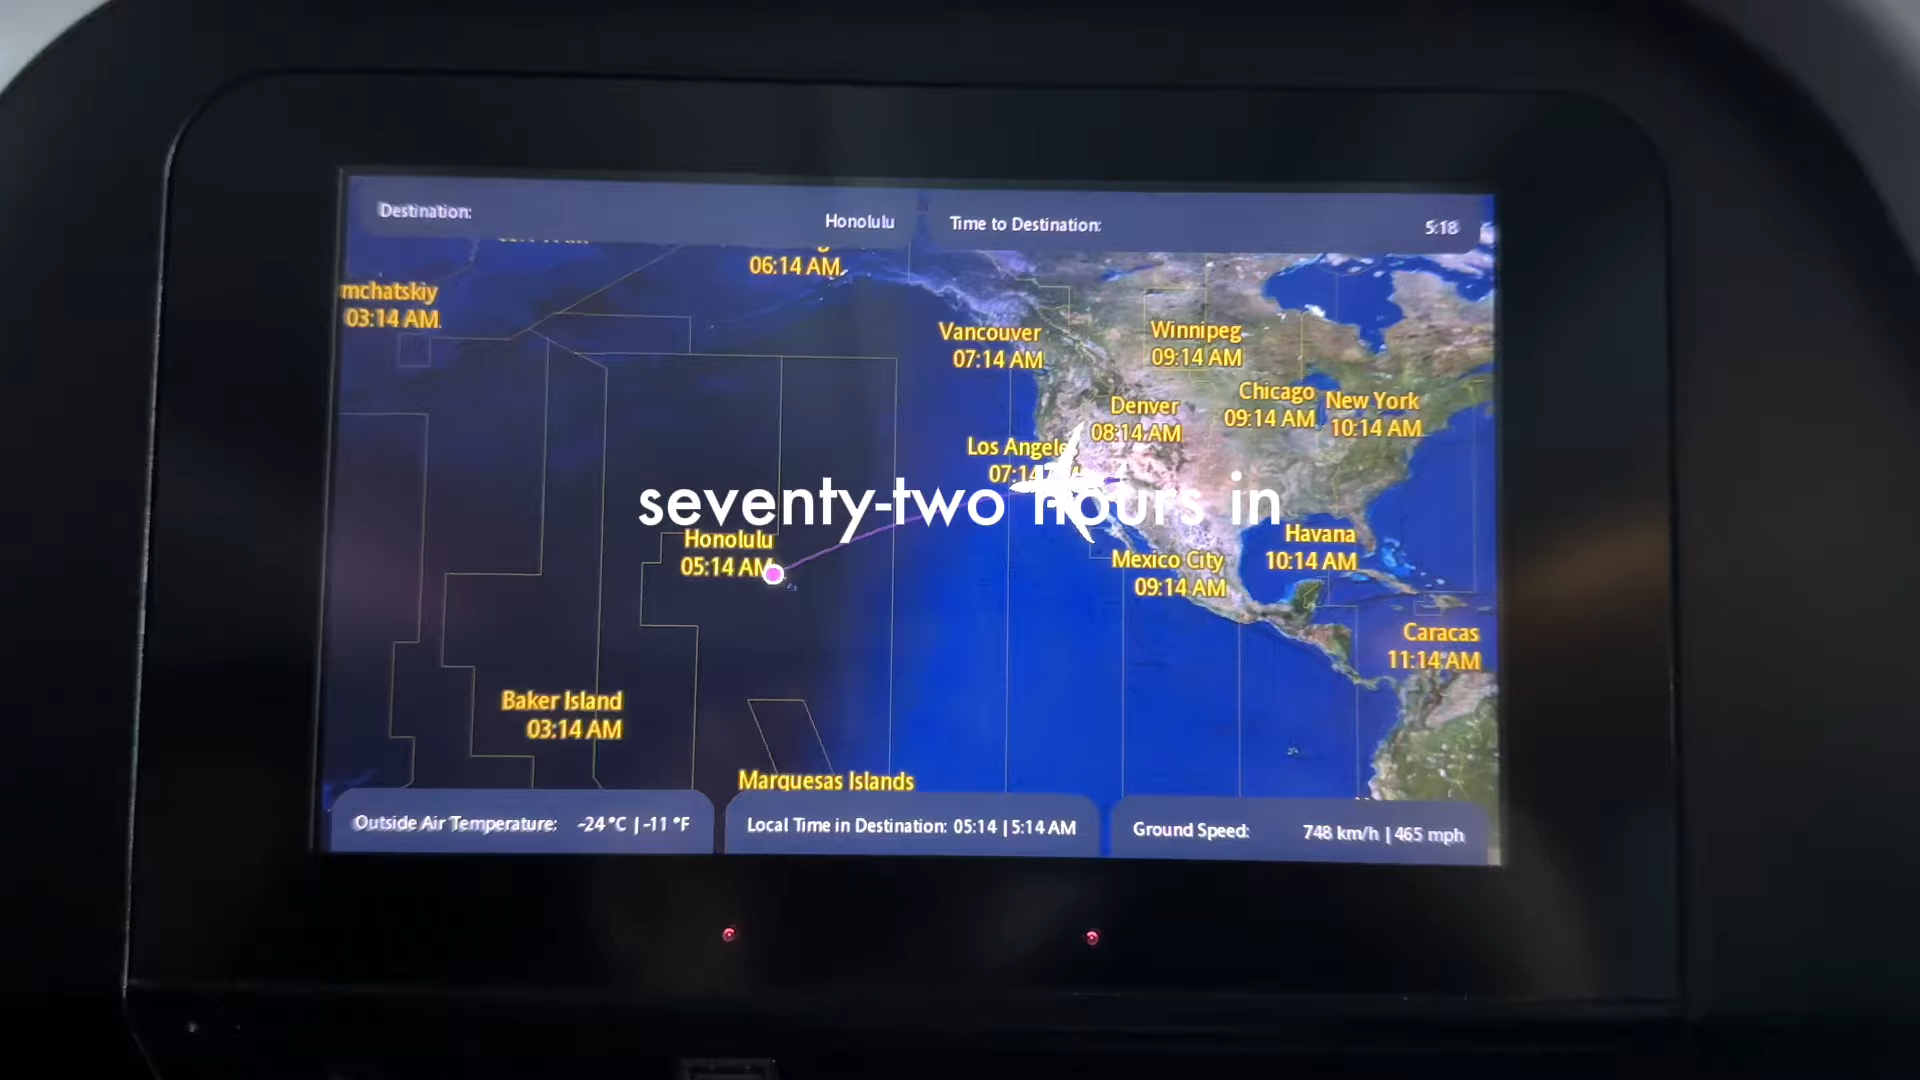 Destination:
Honolulu
Time to Destination:
5:18
06:14 AM
mchatskiy
03:14 AM
Vancouver
07:14 AM
Winnipeg
09:14 AM
Chicago
09:14 AM
New York
10:14 AM
Denver
08:14 AM
Los Angele
07:14
seventy-two hours in
Honolulu
05:14 AM
Havana
10:14 AM
Mexico City
09:14 AM
Caracas
11:14 AM
Baker Island
03:14 AM
Marquesas Islands
Outside Air Temperature: -24 °C | -11 °F
Local Time in Destination: 05:14 | 5:14 AM
Ground Speed: 748 km/h | 465 mph